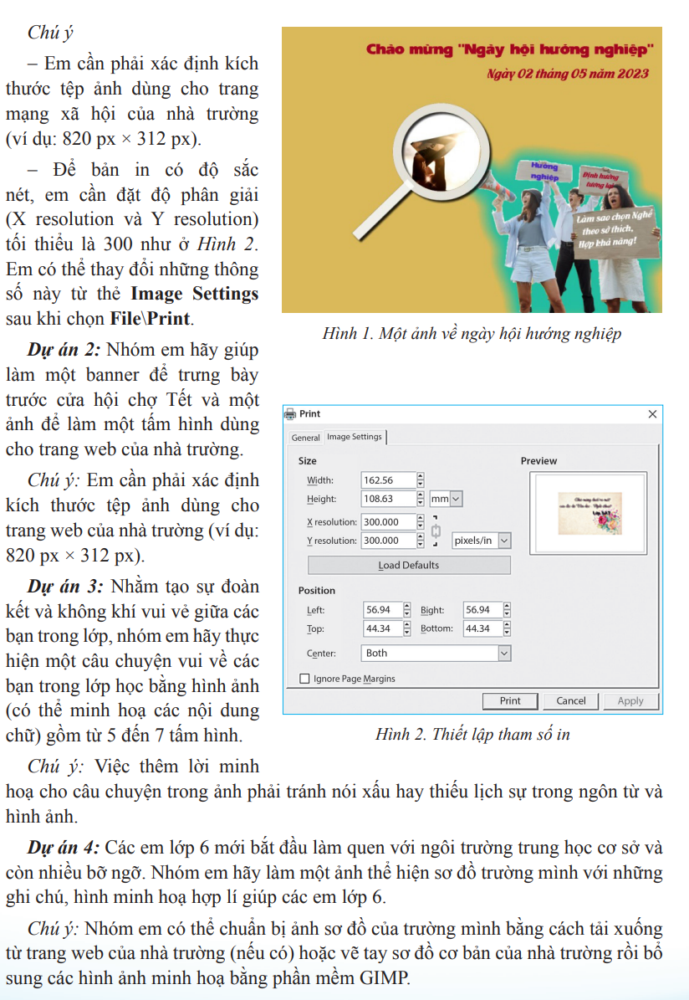 Chú ý
– Em cần phải xác định kích
thước tệp ảnh dùng cho trang
mạng xã hội của nhà trường
(ví dụ: 820 px × 312 px).
– Để bản in có độ sắc
nét, em cần đặt độ phân giải
(X resolution và Y resolution)
tối thiểu là 300 như ở Hình 2.
Em có thể thay đổi những thông
số này từ thẻ Image Settings
sau khi chọn File\Print.
Dự án 2: Nhóm em hãy giúp
làm một banner để trưng bày
trước cửa hội chợ Tết và một
ảnh để làm một tấm hình dùng
cho trang web của nhà trường.
Chú ý: Em cần phải xác định
kích thước tệp ảnh dùng cho
trang web của nhà trường (ví dụ:
820 px × 312 px).
Dự án 3: Nhằm tạo sự đoàn
kết và không khí vui vẻ giữa các
bạn trong lớp, nhóm em hãy thực
hiện một câu chuyện vui về các
bạn trong lớp học bằng hình ảnh
(có thể minh hoạ các nội dung
chữ) gồm từ 5 đến 7 tấm hình.
Chào mừng "Ngày hội hướng nghiệp"
Ngày 02 tháng 05 năm 2023
Hướng
nghiệp
Định hướng
tương lai
Làm sao chọn Nghề
theo sở thích,
Hợp khả năng!
Hình 1. Một ảnh về ngày hội hướng nghiệp
Print
General Image Settings
Size
Preview
Width: 162.56
Height: 108.63 mm
X resolution: 300.000
Y resolution: 300.000 pixels/in
Load Defaults
Position
Left: 56.94 Bight: 56.94
Top: 44.34 Bottom: 44.34
Center: Both
Ignore Page Margins
Print Cancel Apply
Hình 2. Thiết lập tham số in
Chú ý: Việc thêm lời minh
hoạ cho câu chuyện trong ảnh phải tránh nói xấu hay thiếu lịch sự trong ngôn từ và
hình ảnh.
Dự án 4: Các em lớp 6 mới bắt đầu làm quen với ngôi trường trung học cơ sở và
còn nhiều bỡ ngỡ. Nhóm em hãy làm một ảnh thể hiện sơ đồ trường mình với những
ghi chú, hình minh hoạ hợp lí giúp các em lớp 6.
Chú ý: Nhóm em có thể chuẩn bị ảnh sơ đồ của trường mình bằng cách tải xuống
từ trang web của nhà trường (nếu có) hoặc vẽ tay sơ đồ cơ bản của nhà trường rồi bổ
sung các hình ảnh minh hoạ bằng phần mềm GIMP.